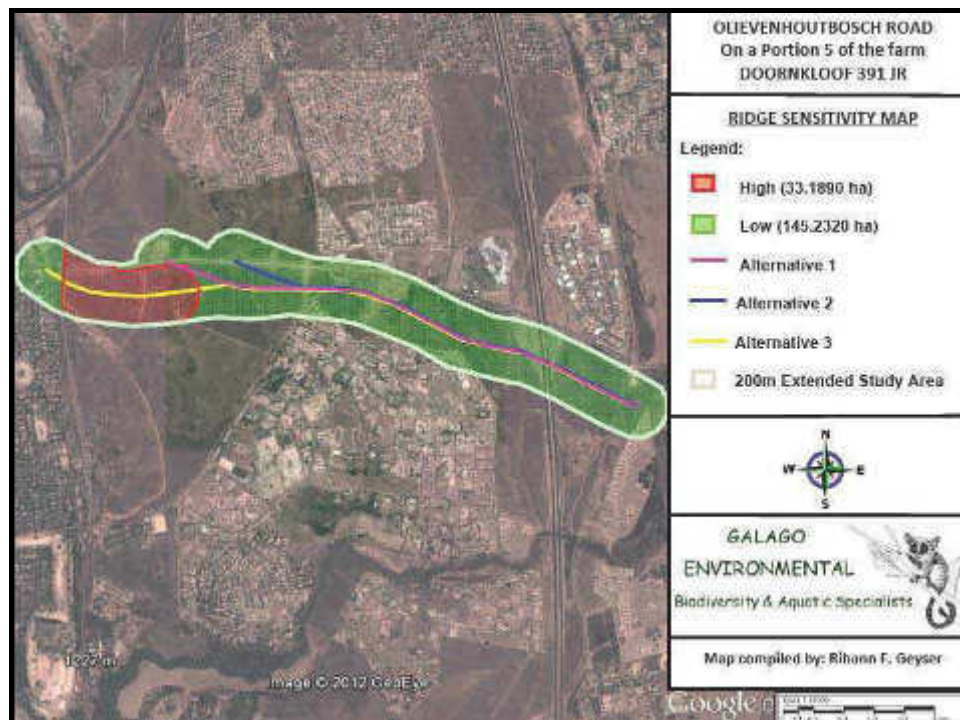 OLIEVENHOUTBOSCH ROAD
On a Portion 5 of the farm
DOORNKLOOF 391 JR
RIDGE SENSITIVITY MAP
Legend:
High (33.1890 ha)
Low (145.2320 ha)
Alternative 1
Alternative 2
Alternative 3
200m Extended Study Area
N
W E
S
GALAGO
ENVIRONMENTAL
Biodiversity & Aquatic Specialists
Map compiled by: Rihann F. Geyser
Image © 2012 GeoEye
Google